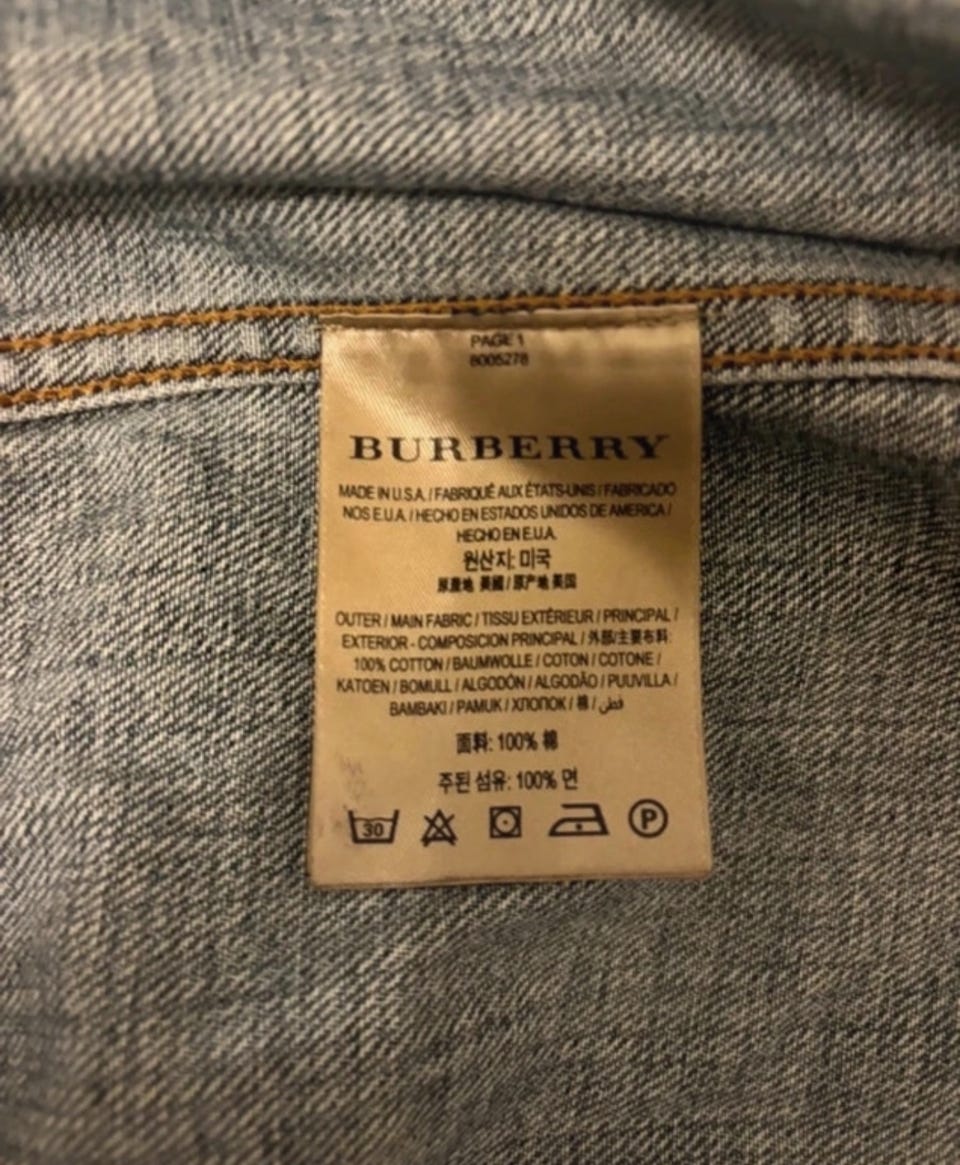 PAGE 1
8005278
BURBERRY
MADE IN U.S.A. / FABRIQUÉ AUX ÉTATS-UNIS / FABRICADO
NOS E.U.A. / HECHO EN ESTADOS UNIDOS DE AMERICA /
HECHO EN E.U.A.
원산지: 미국
原産地 美國 / 原产地 美国
OUTER / MAIN FABRIC / TISSU EXTÉRIEUR / PRINCIPAL /
EXTERIOR - COMPOSICION PRINCIPAL / 外部/主要布料
100% COTTON / BAUMWOLLE / COTON / COTONE /
KATOEN / BOMULL / ALGODÓN / ALGODÃO / PUUVILLA /
BAMBAKI / PAMUK / ХЛОПОК / 棉 / قطن
面料: 100% 棉
주된 섬유: 100% 면
30 P